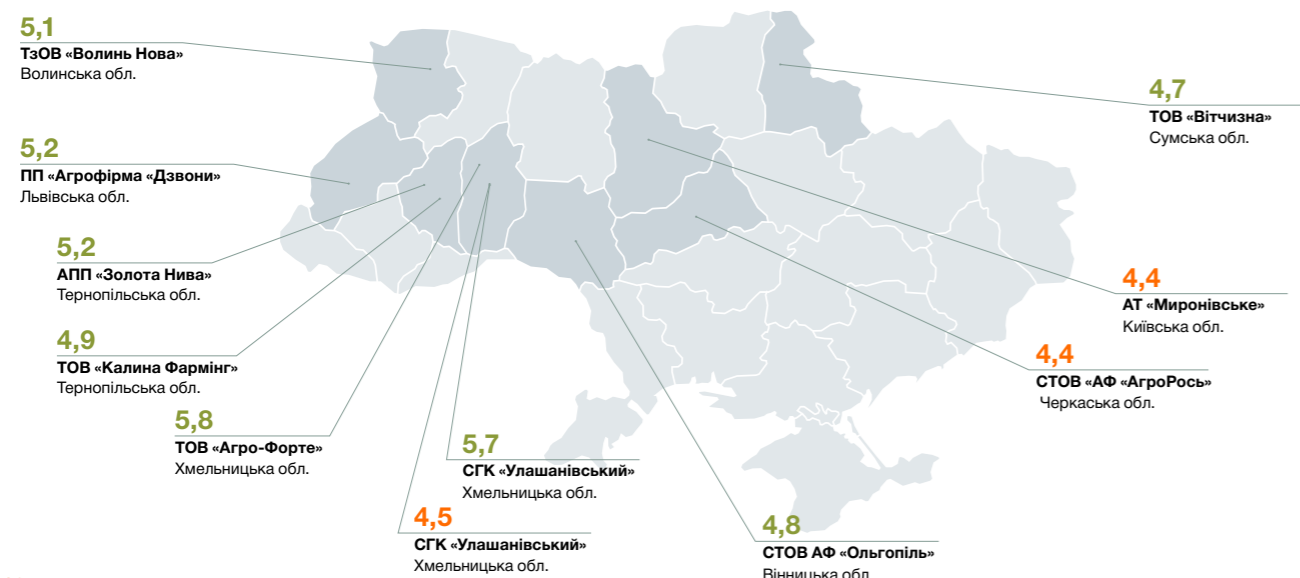 5,1
ТзОВ «Волинь Нова»
Волинська обл.
5,2
ПП «Агрофірма «Дзвони»
Львівська обл.
5,2
АПП «Золота Нива»
Тернопільська обл.
4,9
ТОВ «Калина Фармінг»
Тернопільська обл.
5,8
ТОВ «Агро-Форте»
Хмельницька обл.
5,7
СГК «Улашанівський»
Хмельницька обл.
4,5
СГК «Улашанівський»
Хмельницька обл.
4,8
СТОВ АФ «Ольгопіль»
Вінницька обл.
4,7
ТОВ «Вітчизна»
Сумська обл.
4,4
АТ «Миронівське»
Київська обл.
4,4
СТОВ «АФ «АгроРось»
Черкаська обл.